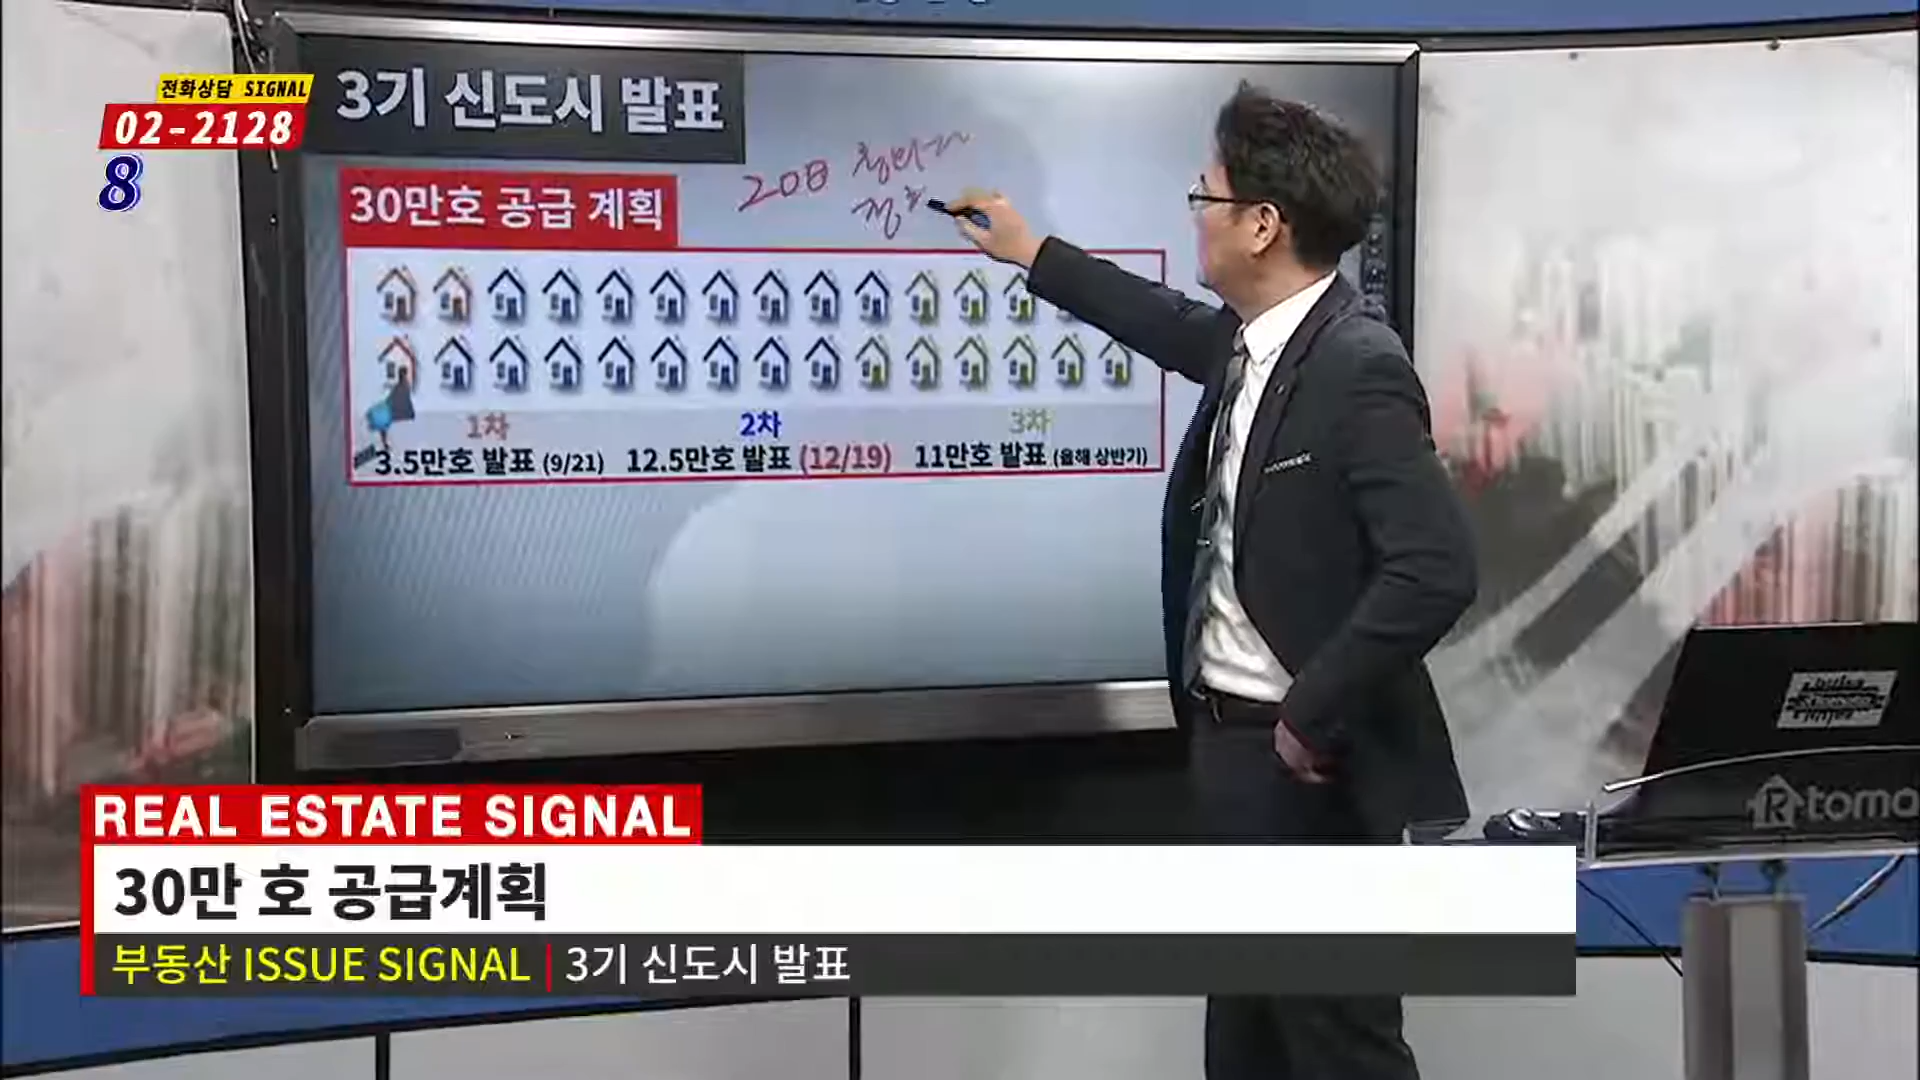 전화상담 SIGNAL
02-2128
8
3기 신도시 발표
30만호 공급 계획
1차
2차
3차
3.5만호 발표 (9/21)
12.5만호 발표 (12/19)
11만호 발표 (올해 상반기)
toma
REAL ESTATE SIGNAL
30만 호 공급계획
부동산 ISSUE SIGNAL | 3기 신도시 발표